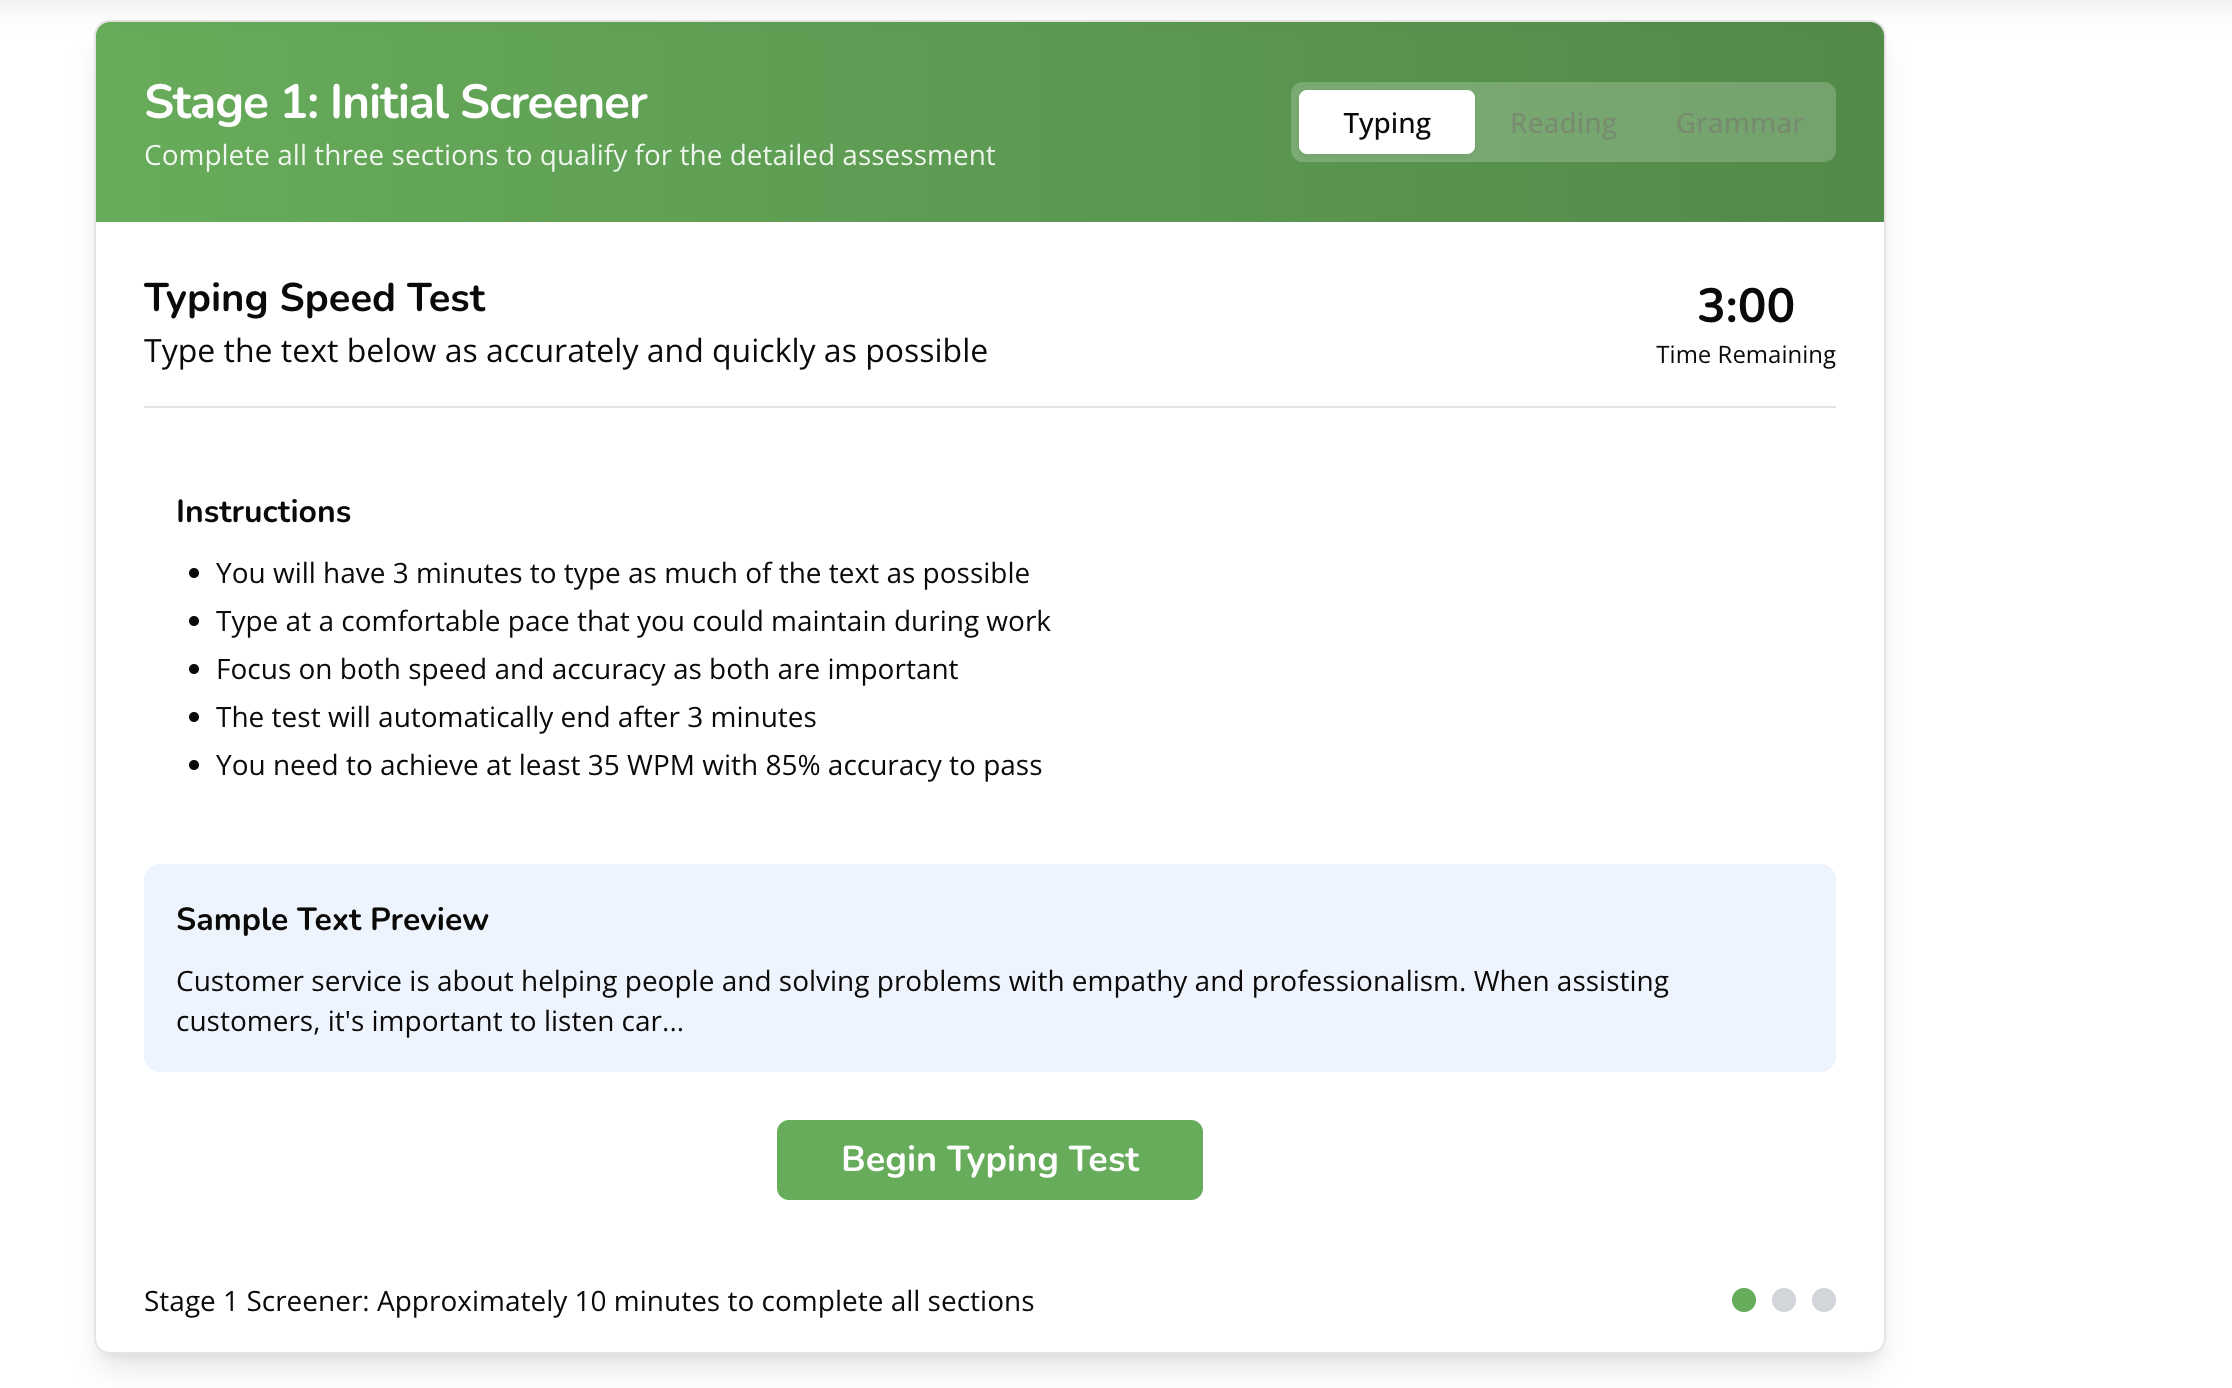 Stage 1: Initial Screener
Complete all three sections to qualify for the detailed assessment
Typing
Reading
Grammar
Typing Speed Test
Type the text below as accurately and quickly as possible
3:00
Time Remaining
Instructions
You will have 3 minutes to type as much of the text as possible
Type at a comfortable pace that you could maintain during work
Focus on both speed and accuracy as both are important
The test will automatically end after 3 minutes
You need to achieve at least 35 WPM with 85% accuracy to pass
Sample Text Preview
Customer service is about helping people and solving problems with empathy and professionalism. When assisting
customers, it's important to listen car...
Begin Typing Test
Stage 1 Screener: Approximately 10 minutes to complete all sections